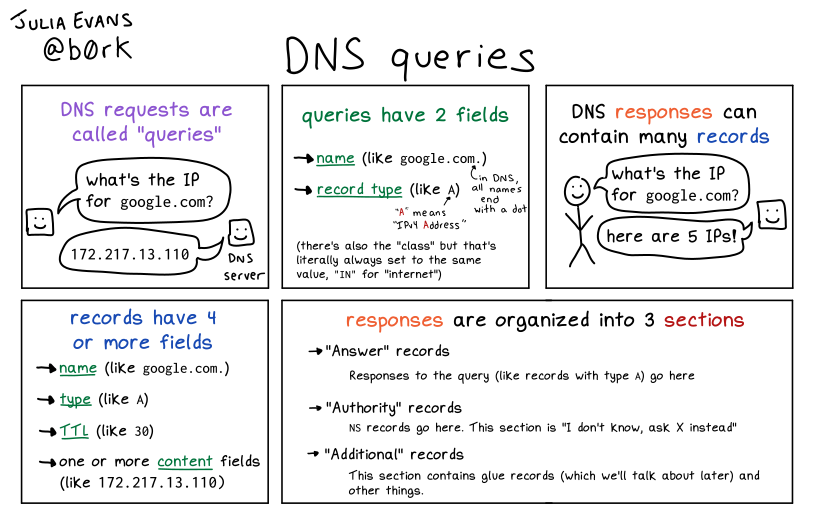 JULIA EVANS
@b0rk
DNS queries
DNS requests are
called "queries"
what's the IP
for google.com?
172.217.13.110
DNS
server
queries have 2 fields
→ name (like google.com.)
in DNS,
all names
end
with a dot
→ record type (like A)
"A" means
"IPv4 Address"
(there's also the "class" but that's
literally always set to the same
value, "IN" for "internet")
DNS responses can
contain many records
what's the IP
for google.com?
here are 5 IPs!
records have 4
or more fields
→ name (like google.com.)
→ type (like A)
→ TTL (like 30)
→ one or more content fields
(like 172.217.13.110)
responses are organized into 3 sections
→ "Answer" records
Responses to the query (like records with type A) go here
→ "Authority" records
NS records go here. This section is "I don't know, ask X instead"
→ "Additional" records
This section contains glue records (which we'll talk about later) and
other things.